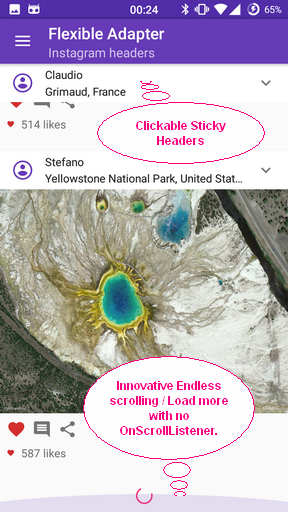 00:24
65%
Flexible Adapter
Instagram headers
Claudio
Grimaud, France
514 likes
Clickable Sticky
Headers
Stefano
Yellowstone National Park, United Stat...
Innovative Endless
scrolling / Load more
with no
OnScrollListener.
587 likes